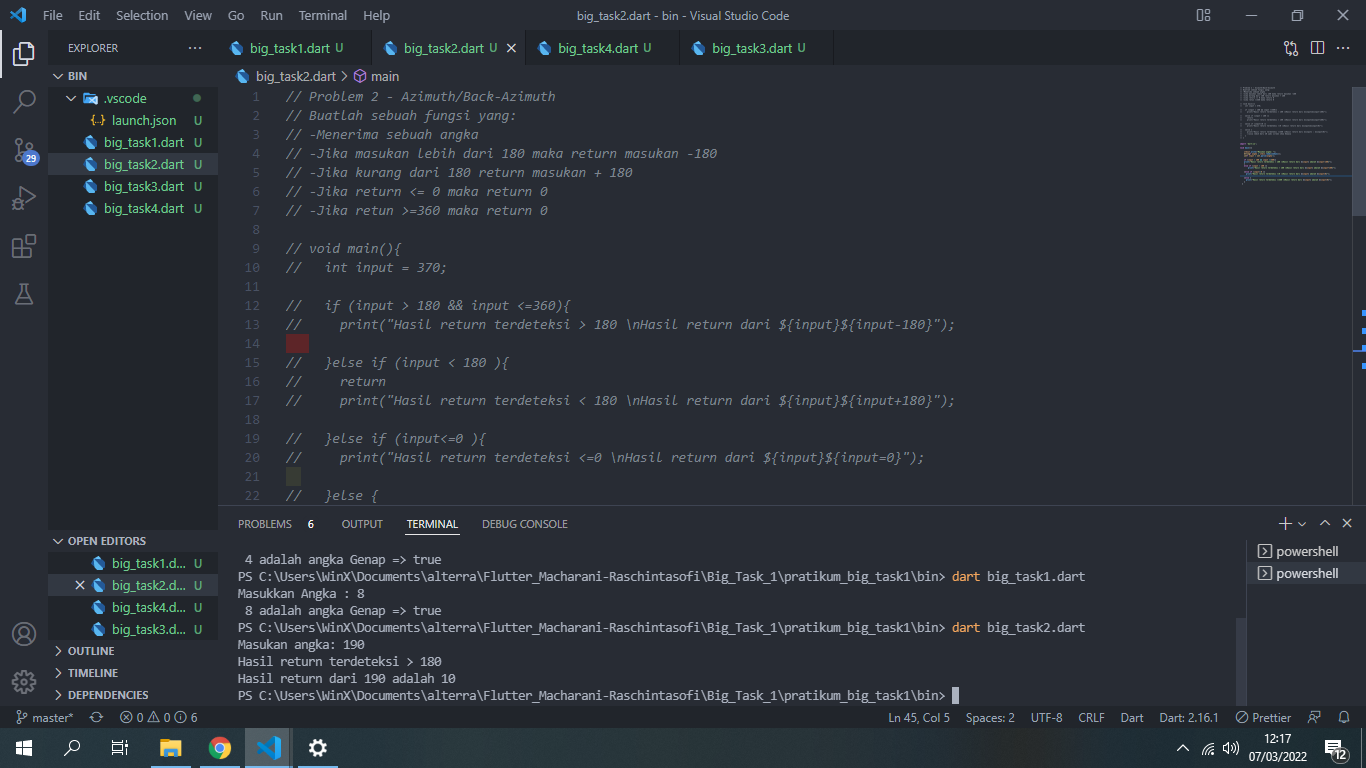 File Edit Selection View Go Run Terminal Help
big_task2.dart - bin - Visual Studio Code
EXPLORER
big_task1.dart U
big_task2.dart U
big_task4.dart U
big_task3.dart U
BIN
.vscode
launch.json U
big_task1.dart U
big_task2.dart U
big_task3.dart U
big_task4.dart U
29
big_task2.dart > main
1 // Problem 2 - Azimuth/Back-Azimuth
2 // Buatlah sebuah fungsi yang:
3 // -Menerima sebuah angka
4 // -Jika masukan lebih dari 180 maka return masukan -180
5 // -Jika kurang dari 180 return masukan + 180
6 // -Jika return <= 0 maka return 0
7 // -Jika retun >=360 maka return 0
8
9 // void main(){
10 //   int input = 370;
11
12 //   if (input > 180 && input <=360){
13 //     print("Hasil return terdeteksi > 180 \nHasil return dari ${input}${input-180}");
14
15 //   }else if (input < 180 ){
16 //     return
17 //     print("Hasil return terdeteksi < 180 \nHasil return dari ${input}${input+180}");
18
19 //   }else if (input<=0 ){
20 //     print("Hasil return terdeteksi <=0 \nHasil return dari ${input}${input=0}");
21
22 //   }else {
OPEN EDITORS
big_task1.d... U
big_task2.d... U
big_task4.d... U
big_task3.d... U
OUTLINE
TIMELINE
DEPENDENCIES
PROBLEMS 6 OUTPUT TERMINAL DEBUG CONSOLE
4 adalah angka Genap => true
PS C:\Users\WinX\Documents\alterra\Flutter_Macharani-Raschintasofi\Big_Task_1\pratikum_big_task1\bin> dart big_task1.dart
Masukkan Angka : 8
8 adalah angka Genap => true
PS C:\Users\WinX\Documents\alterra\Flutter_Macharani-Raschintasofi\Big_Task_1\pratikum_big_task1\bin> dart big_task2.dart
Masukan angka: 190
Hasil return terdeteksi > 180
Hasil return dari 190 adalah 10
PS C:\Users\WinX\Documents\alterra\Flutter_Macharani-Raschintasofi\Big_Task_1\pratikum_big_task1\bin>
powershell
powershell
master* 0 0 6
Ln 45, Col 5 Spaces: 2 UTF-8 CRLF Dart Dart: 2.16.1 Prettier
12:17
07/03/2022
12